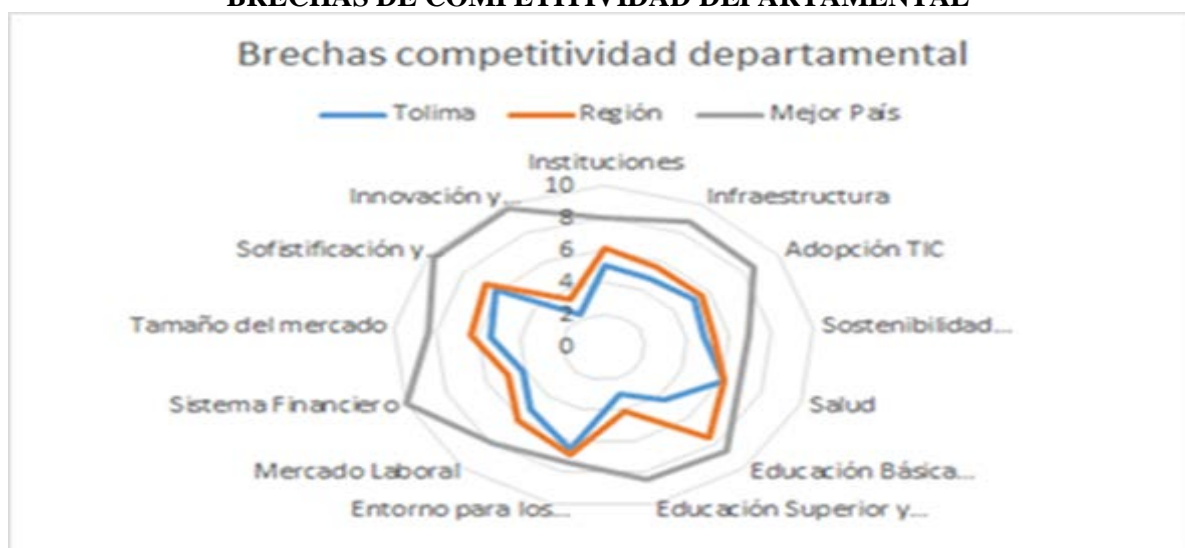 BRECHAS DE COMPETITIVIDAD DEPARTAMENTAL
Brechas competitividad departamental
Tolima Región Mejor País
Instituciones
10
Innovación y... Infraestructura
8
Sofistificación y... 6 Adopción TIC
4
Tamaño del mercado 2 Sostenibilidad...
0
Sistema Financiero Salud
Mercado Laboral Educación Básica...
Entorno para los... Educación Superior y...